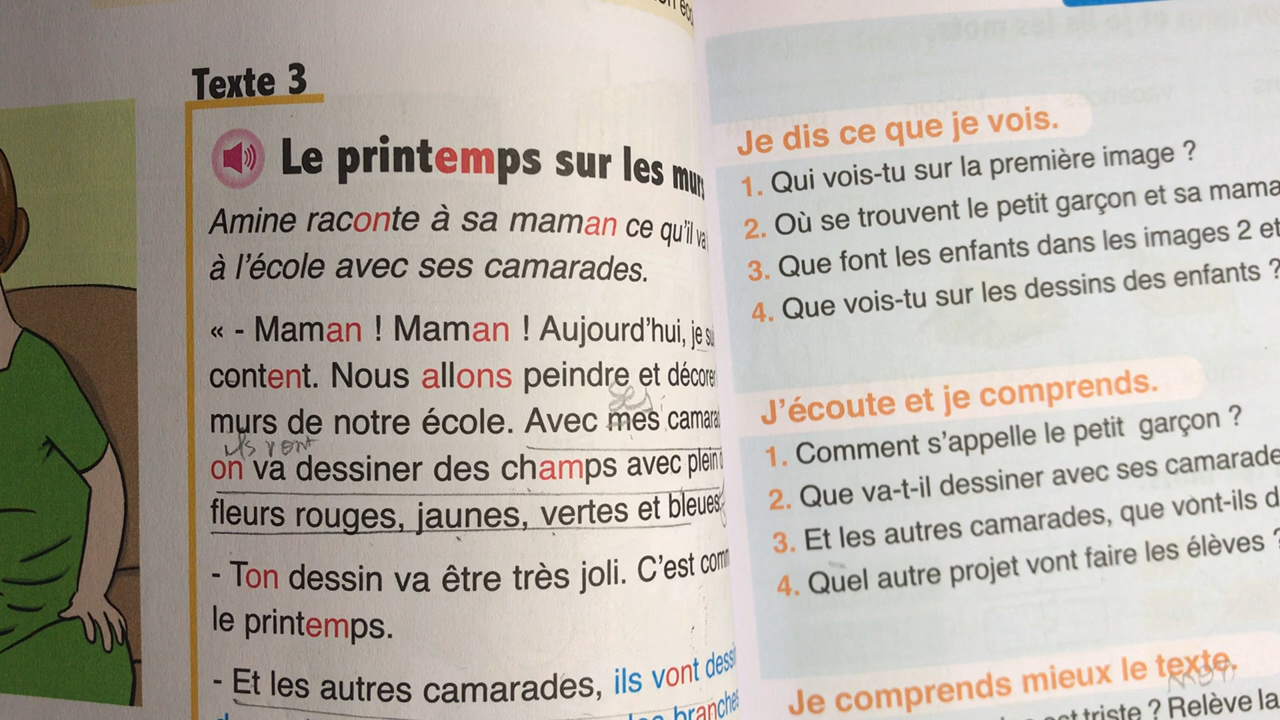 Texte 3
Le printemps sur les murs
Amine raconte à sa maman ce qu'il va
à l'école avec ses camarades.
« - Maman ! Maman ! Aujourd'hui, je
content. Nous allons peindre et décorer
ses
murs de notre école. Avec mes
ils vont
on va dessiner des champs avec plein
fleurs rouges, jaunes, vertes et bleues
- Ton dessin va être très joli. C'est
le printemps.
- Et les autres camarades, ils vont
branches
Je dis ce que je vois.
1. Qui vois-tu sur la première image ?
2. Où se trouvent le petit garçon et sa
3. Que font les enfants dans les images 2 et
4. Que vois-tu sur les dessins des enfants ?
J'écoute et je comprends.
1. Comment s'appelle le petit garçon ?
2. Que va-t-il dessiner avec ses
3. Et les autres camarades, que vont-ils
4. Quel autre projet vont faire les élèves ?
Je comprends mieux le texte.
est triste ? Relève la